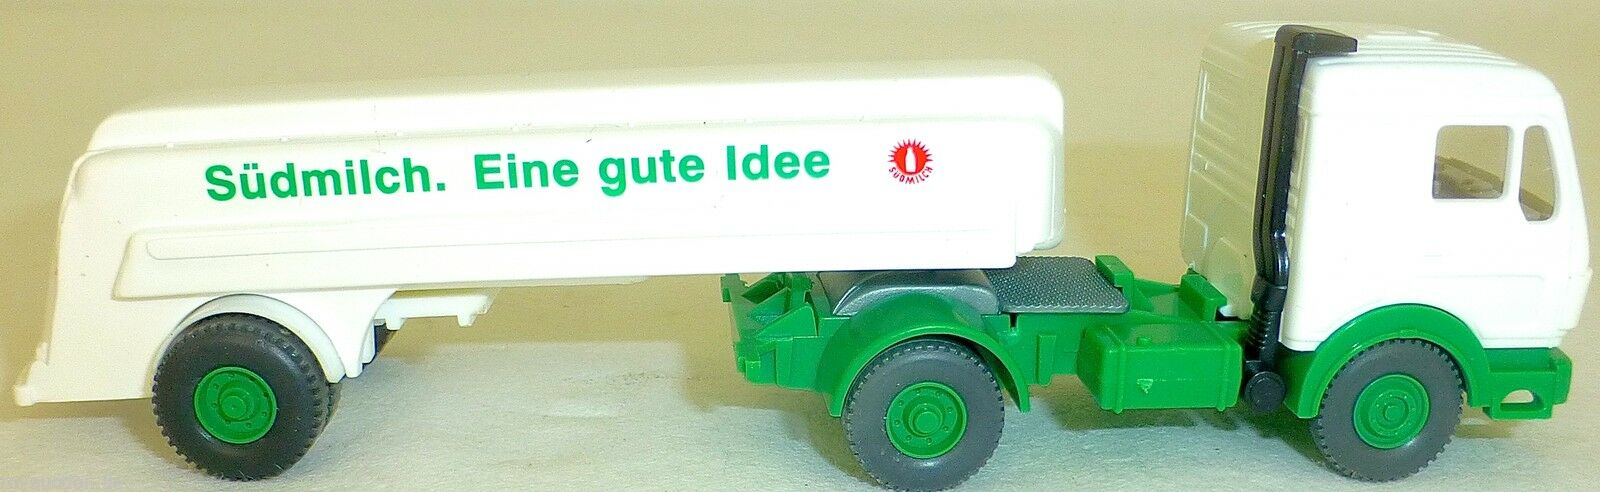 Südmilch. Eine gute Idee
SÜDMILCH